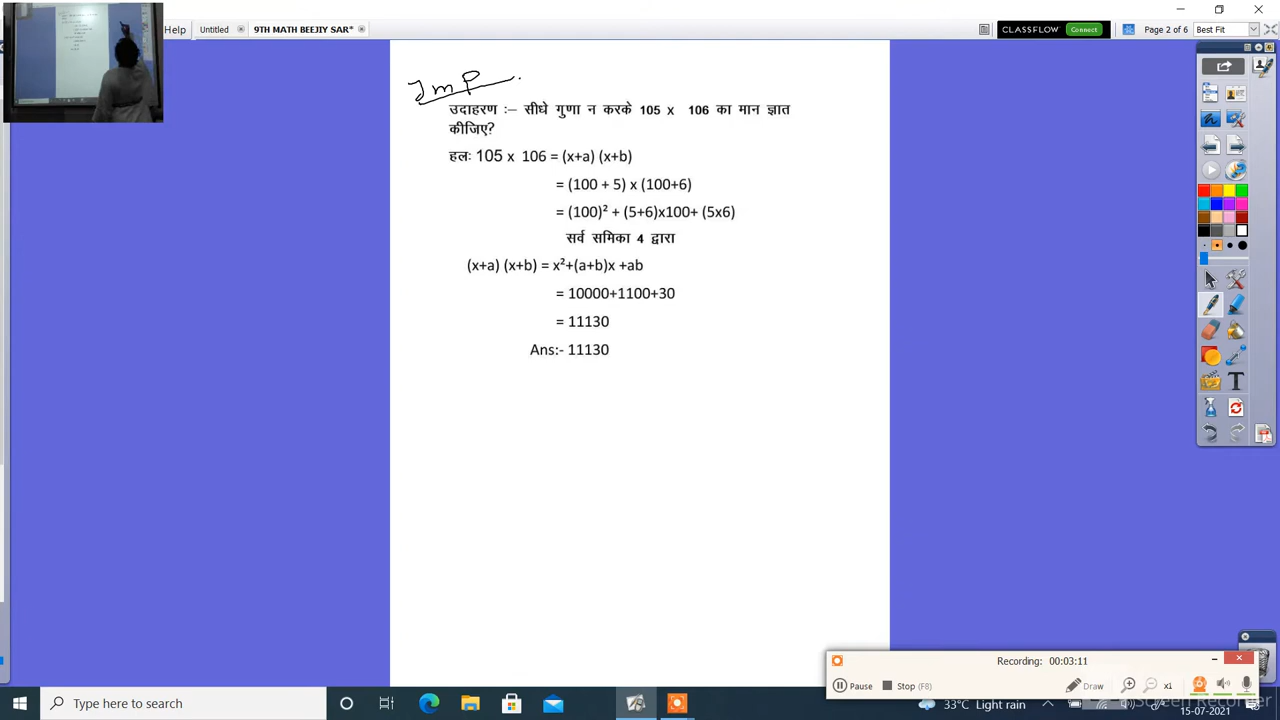 Help
Untitled
9TH MATH BEEJIY SAR*
CLASSFLOW Connect
Page 2 of 6
Best Fit
Imp
उदाहरण :– सीधे गुणा न करके 105 x 106 का मान ज्ञात
कीजिए?
हलः 105 x 106 = (x+a) (x+b)
= (100 + 5) x (100+6)
= (100)² + (5+6)x100+ (5x6)
सर्व समिका 4 द्वारा
(x+a) (x+b) = x²+(a+b)x +ab
= 10000+1100+30
= 11130
Ans:- 11130
Recording: 00:03:11
Pause
Stop (F8)
x1
Draw
Type here to search
33°C Light rain
15-07-2021